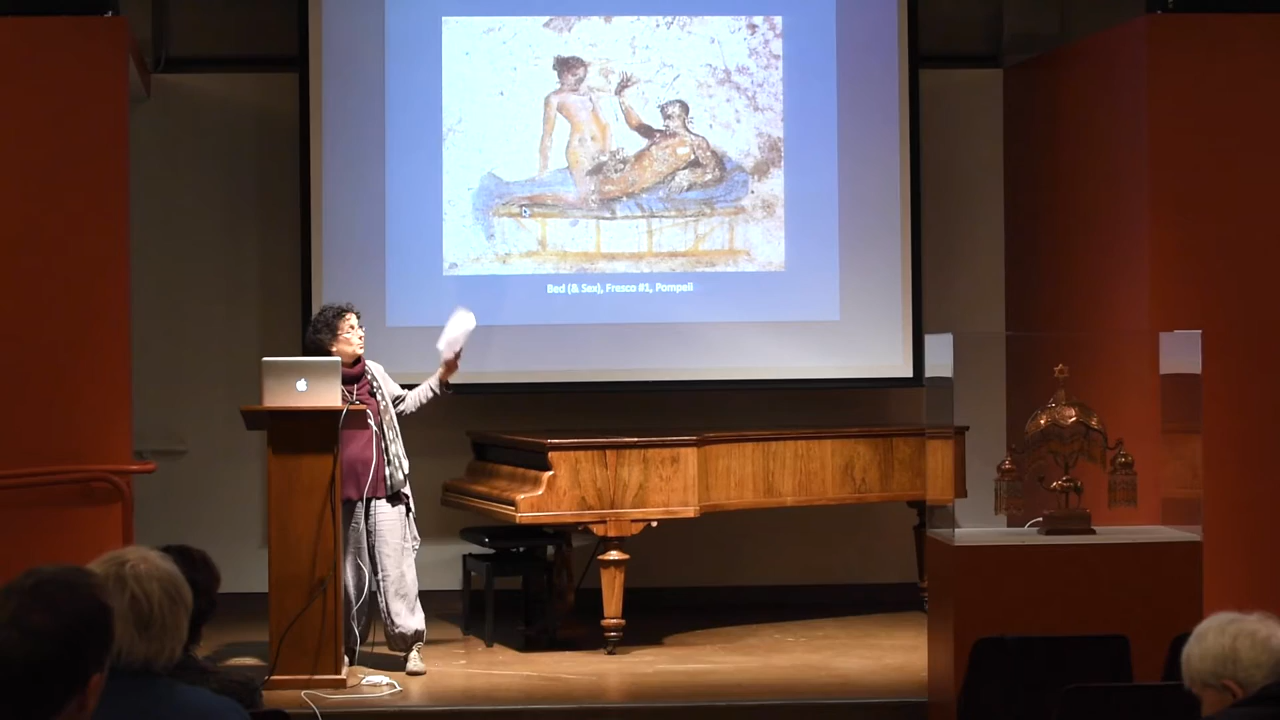 Bed (& Sex), Fresco #1, Pompeii